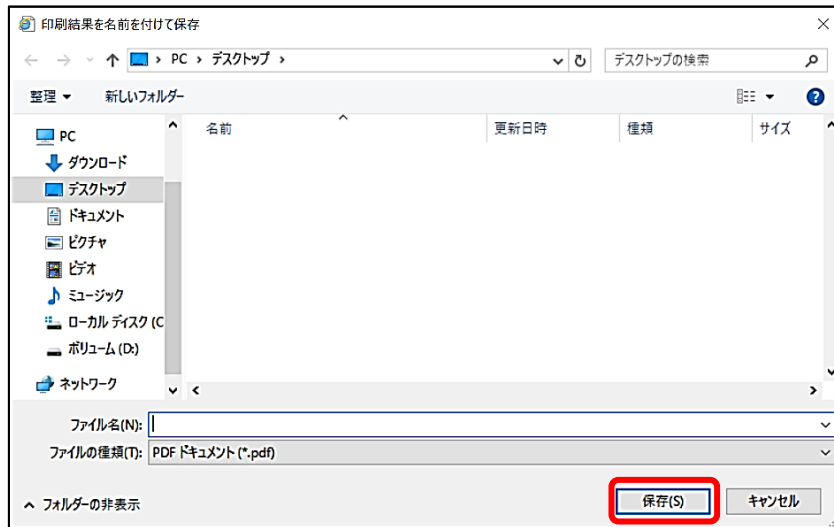 印刷結果を名前を付けて保存
PC › デスクトップ ›
デスクトップの検索
整理 新しいフォルダー
名前 更新日時 種類 サイズ
PC
ダウンロード
デスクトップ
ドキュメント
ピクチャ
ビデオ
ミュージック
ローカル ディスク (C
ボリューム (D:)
ネットワーク
ファイル名(N):
ファイルの種類(T): PDF ドキュメント (*.pdf)
フォルダーの非表示
保存(S) キャンセル